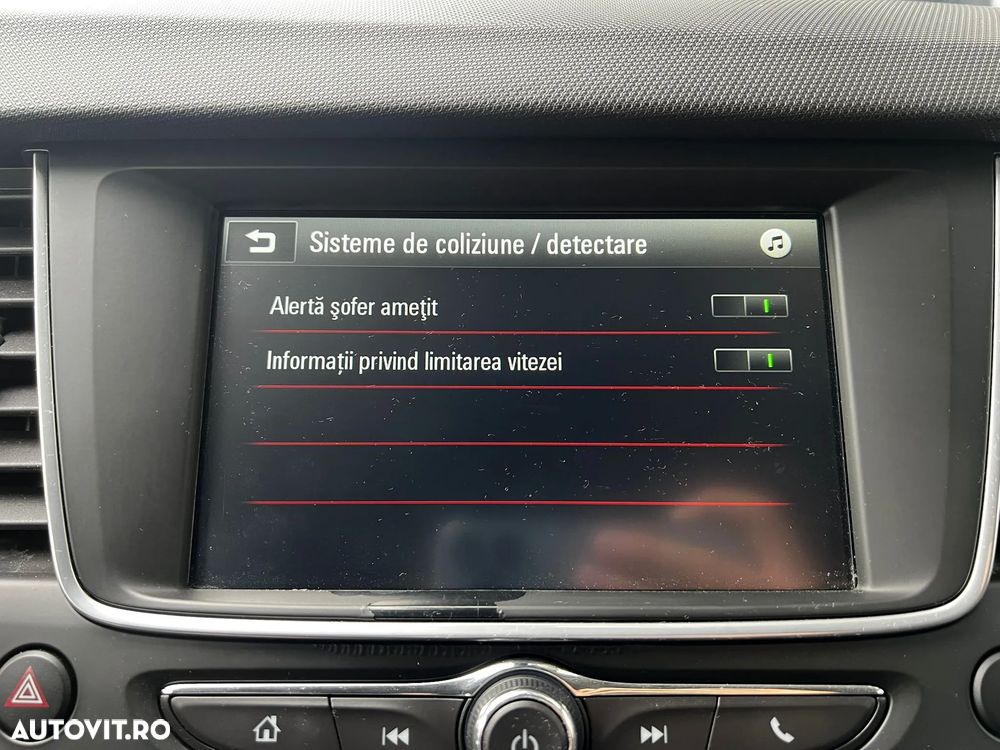 Sisteme de coliziune / detectare
Alertă şofer ameţit
Informaţii privind limitarea vitezei
AUTOVIT.RO